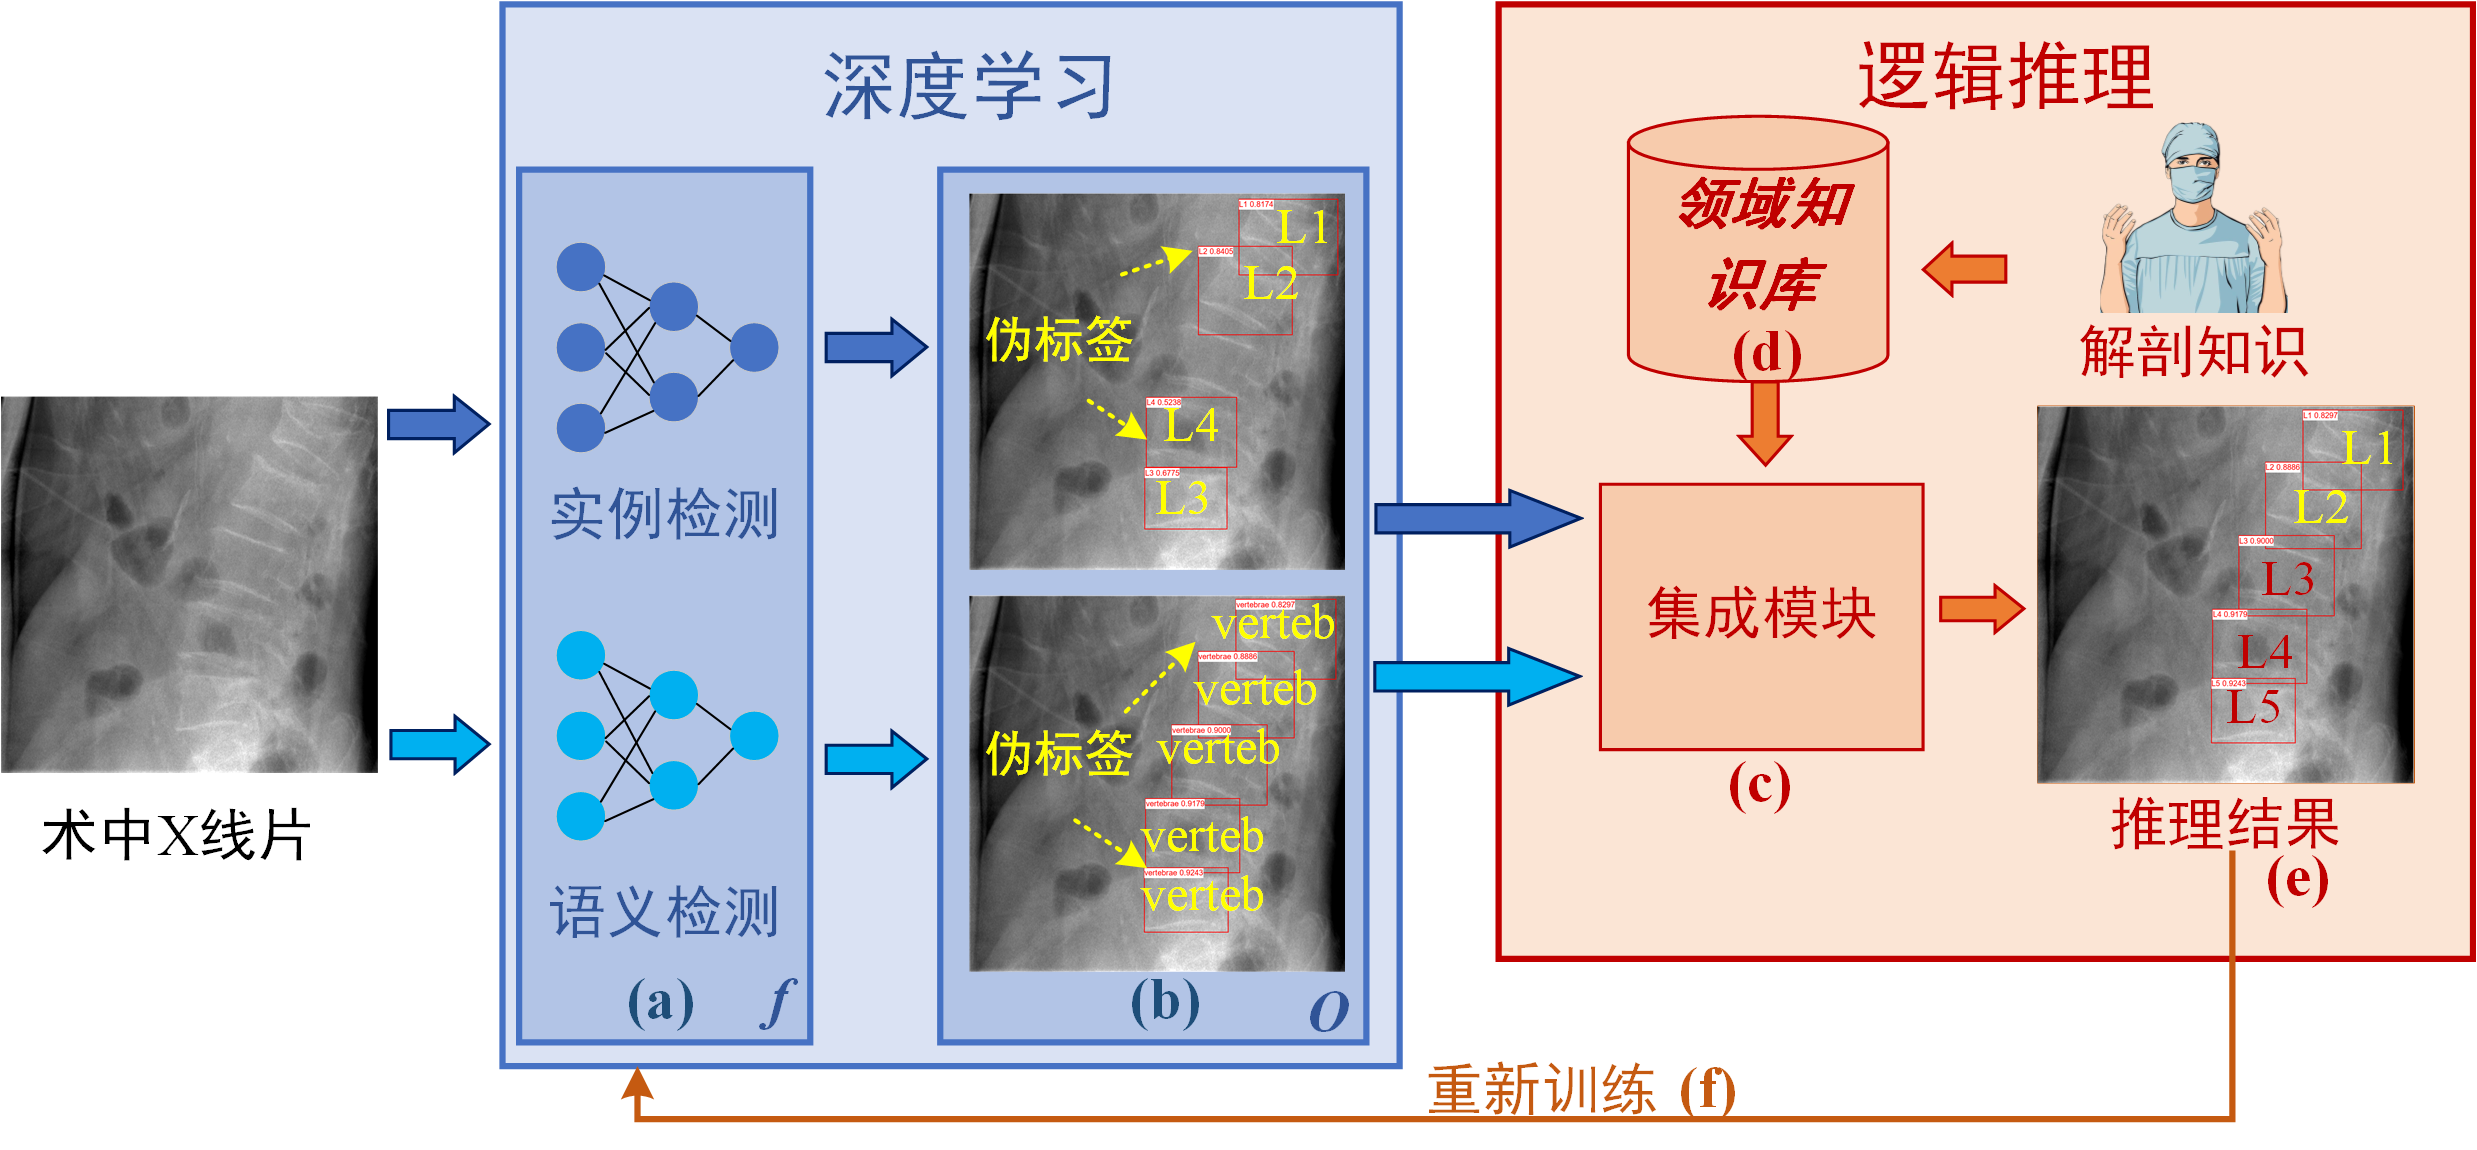 深度学习
逻辑推理
术中X线片
实例检测
语义检测
(a)
f
L1 0.8174
L1
L2 0.8405
L2
伪标签
L4 0.5238
L4
L3 0.6775
L3
vertebrae 0.8297
verteb
vertebrae 0.8886
verteb
vertebrae 0.9000
verteb
伪标签
vertebrae 0.9179
verteb
vertebrae 0.9243
verteb
(b)
O
领域知
识库
(d)
解剖知识
集成模块
(c)
L1 0.8297
L1
L2 0.8886
L2
L3 0.9000
L3
L4 0.9179
L4
L5 0.9243
L5
推理结果
(e)
重新训练 (f)